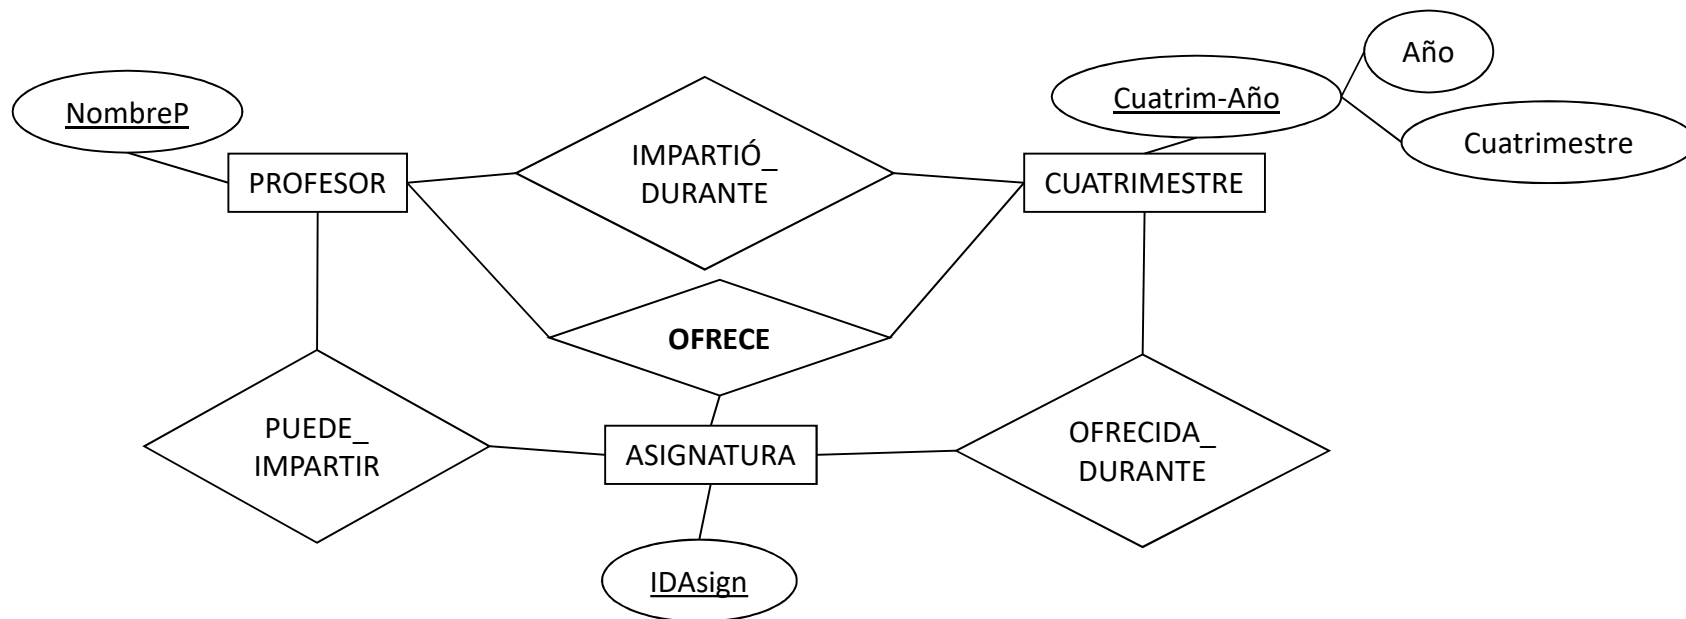 Año
Cuatrim-Año
NombreP
Cuatrimestre
IMPARTIÓ_
DURANTE
PROFESOR
CUATRIMESTRE
OFRECE
PUEDE_
IMPARTIR
ASIGNATURA
OFRECIDA_
DURANTE
IDAsign